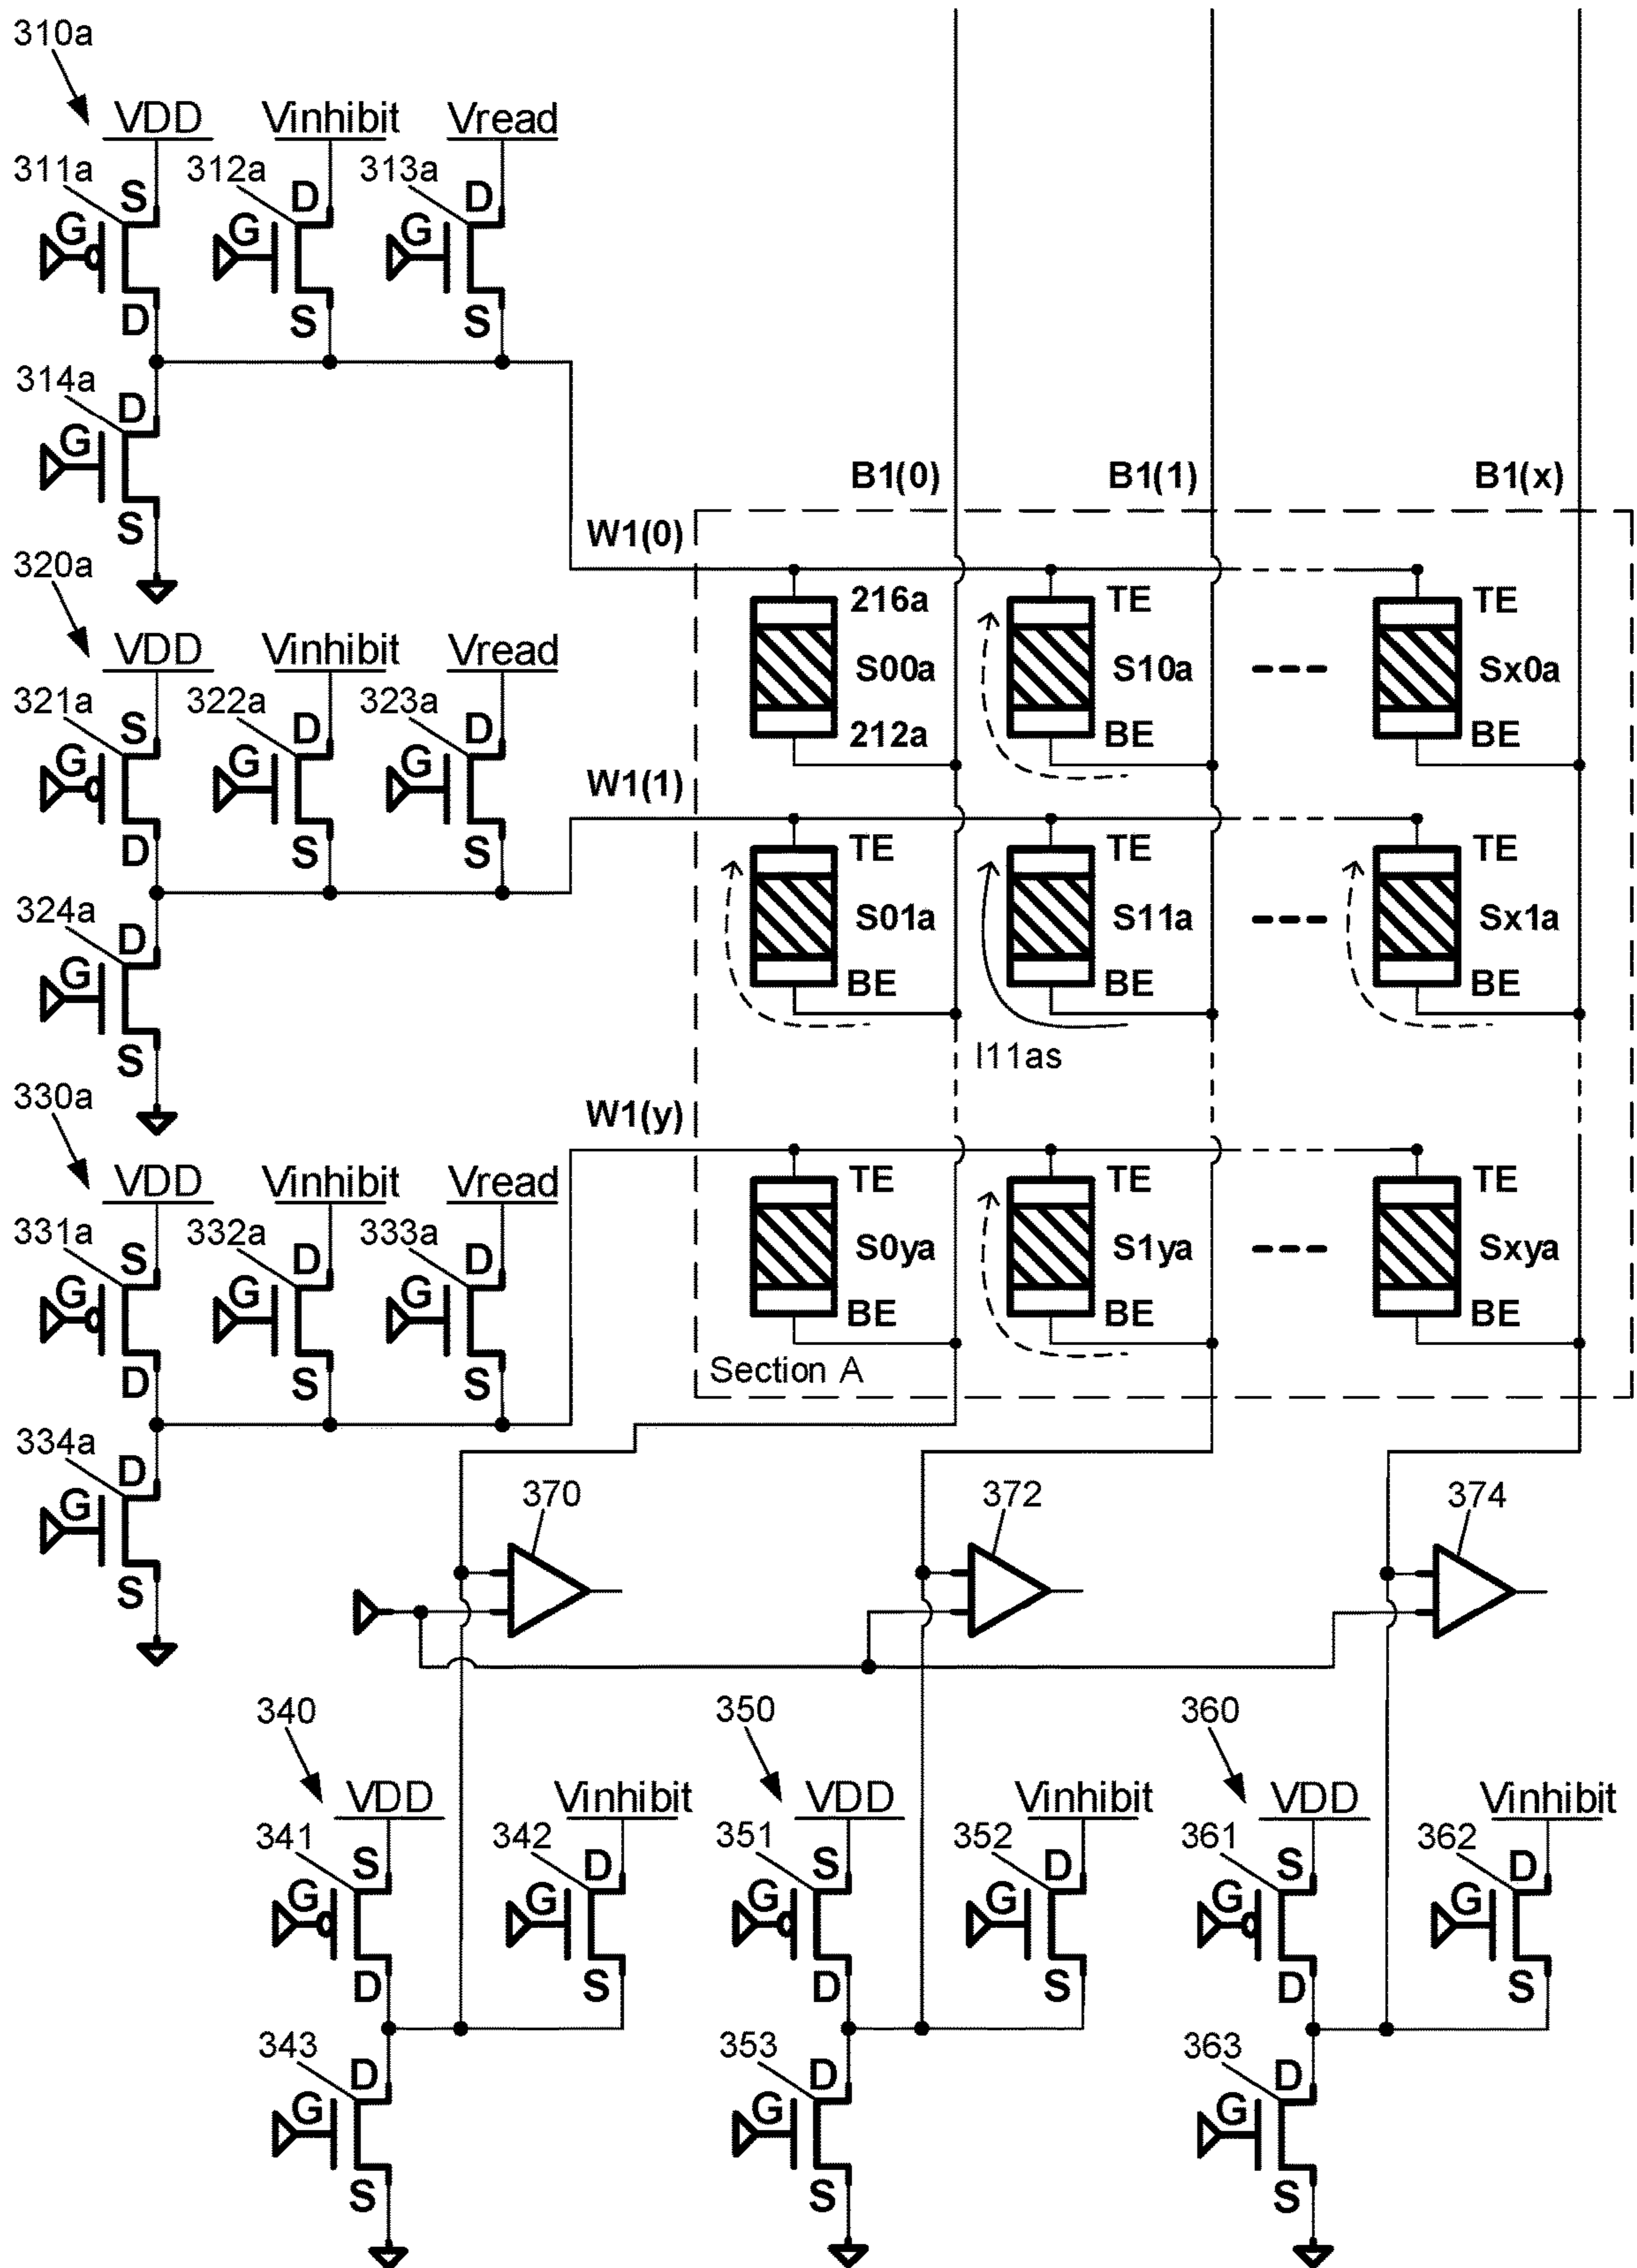 310a
VDD Vinhibit Vread
311a S 312a D 313a D
G G G
D S S
314a D
G
S
B1(0) B1(1) B1(x)
W1(0)
320a
216a TE TE
S00a S10a Sx0a
212a BE BE
VDD Vinhibit Vread
321a S 322a D 323a D
G G G
D S S
W1(1)
TE TE TE
S01a S11a Sx1a
BE BE BE
I11as
324a D
G
S
330a
W1(y)
TE TE TE
S0ya S1ya Sxya
BE BE BE
Section A
VDD Vinhibit Vread
331a S 332a D 333a D
G G G
D S S
334a D
G
S
370 372 374
340 350 360
VDD Vinhibit VDD Vinhibit VDD Vinhibit
341 S 342 D 351 S 352 D 361 S 362 D
G G G G G G
D S D S D S
343 D 353 D 363 D
G G G
S S S